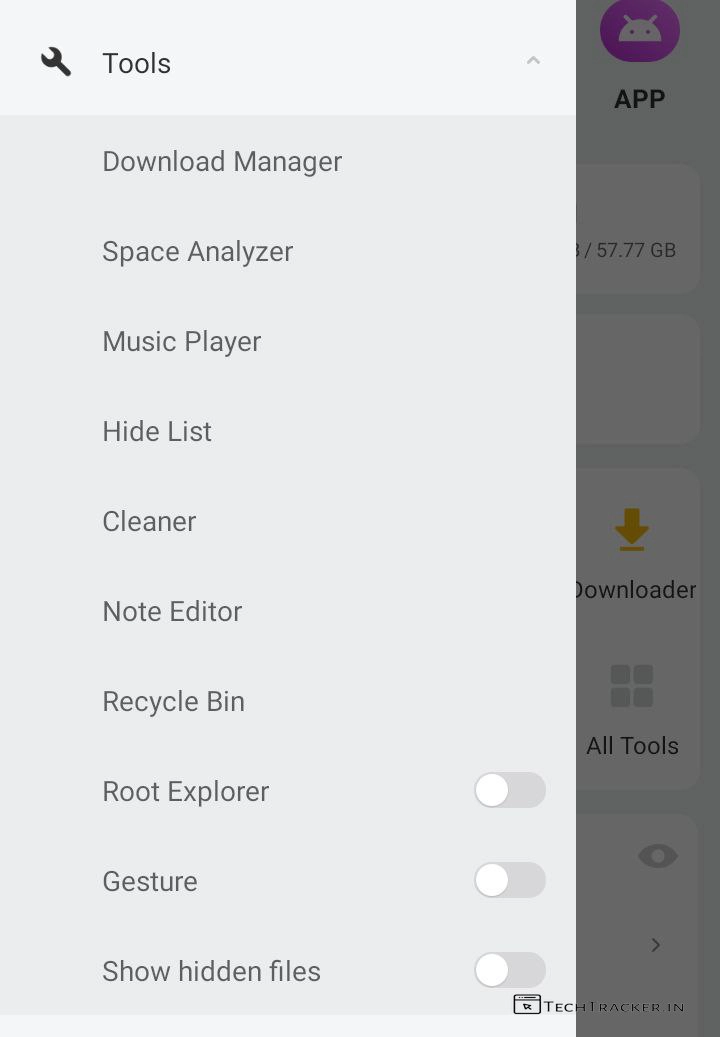 Tools
APP
Download Manager
/ 57.77 GB
Space Analyzer
Music Player
Hide List
Cleaner
Downloader
Note Editor
Recycle Bin
All Tools
Root Explorer
Gesture
Show hidden files
TECHTRACKER.IN